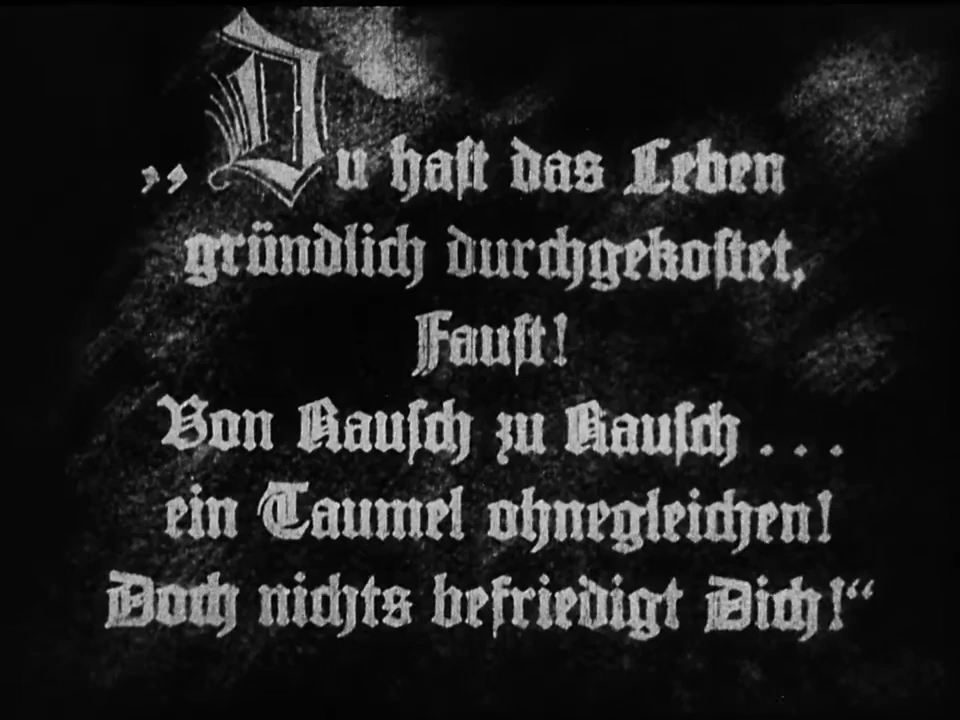 „Du hast das Leben
gründlich durchgekostet,
Faust!
Von Rausch zu Rausch . . .
ein Taumel ohnegleichen!
Doch nichts befriedigt Dich!“